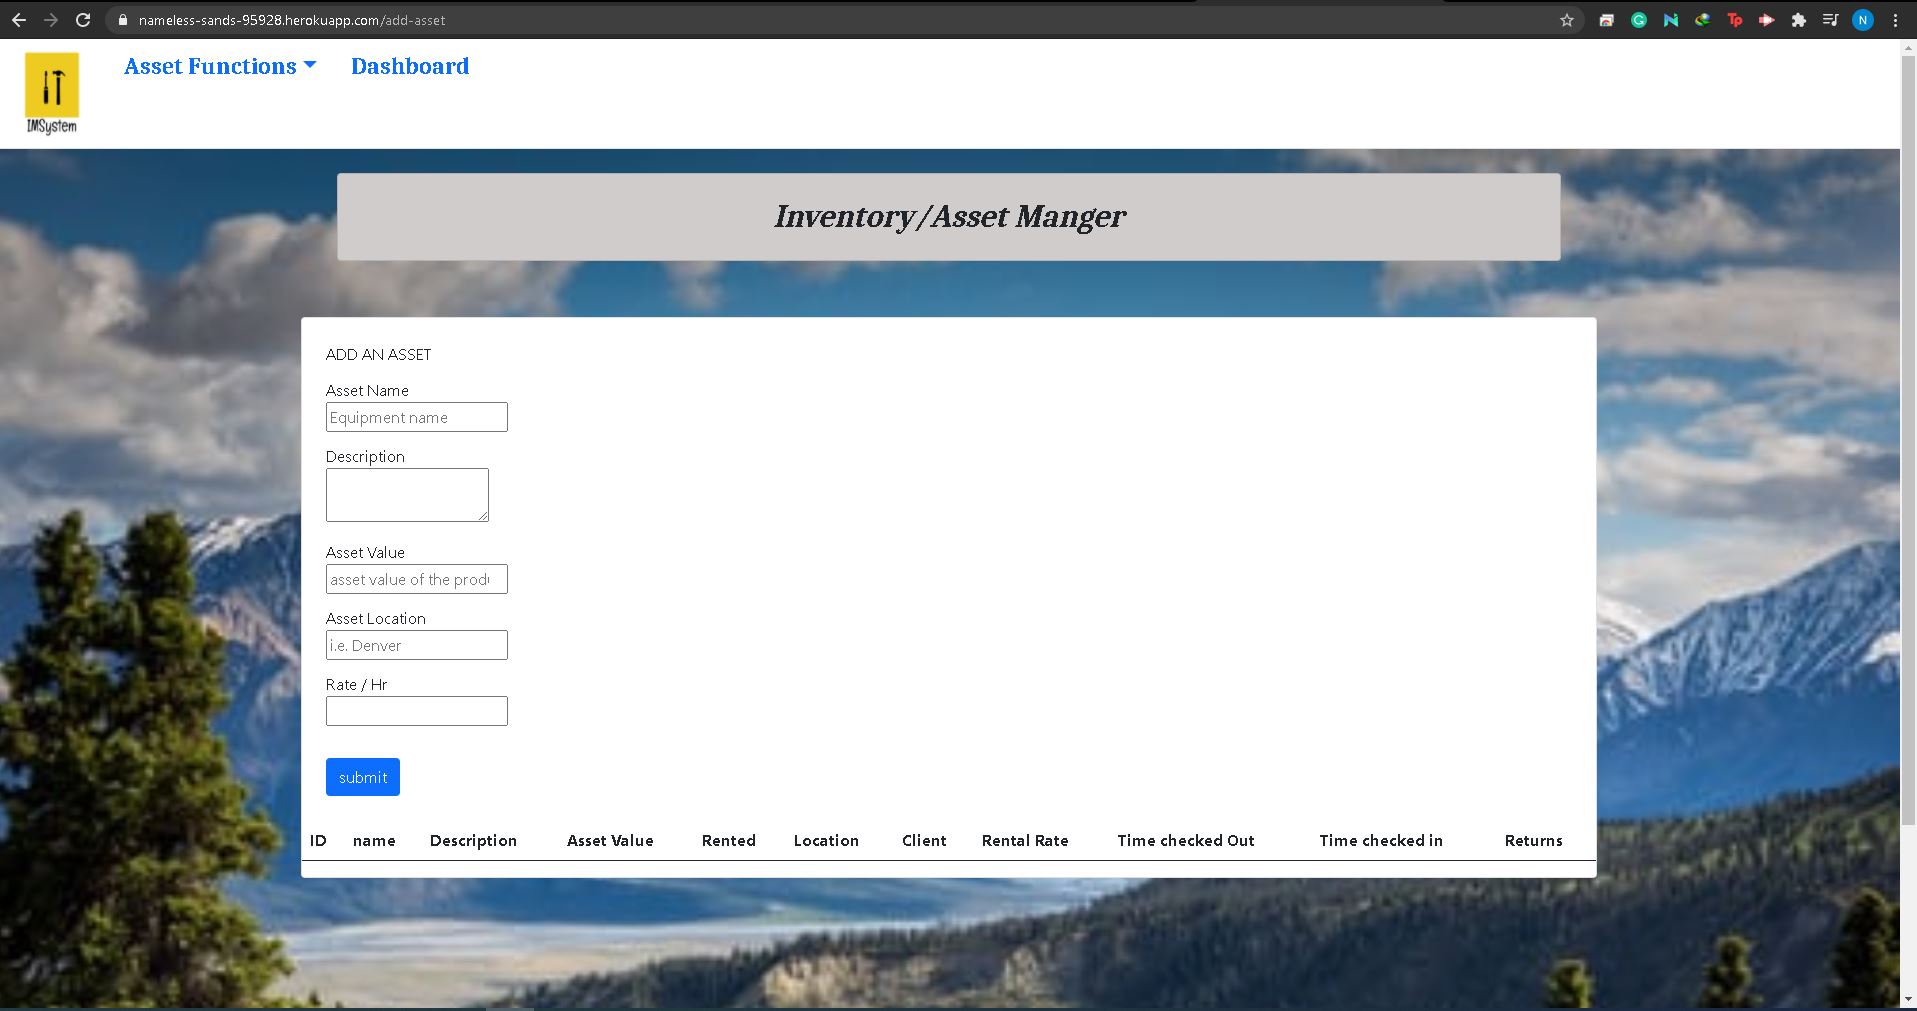 nameless-sands-95928.herokuapp.com/add-asset
N
IMSystem
Asset Functions Dashboard
Inventory/Asset Manger
ADD AN ASSET
Asset Name
Equipment name
Description
Asset Value
asset value of the produ
Asset Location
i.e. Denver
Rate / Hr
submit
ID name Description Asset Value Rented Location Client Rental Rate Time checked Out Time checked in Returns